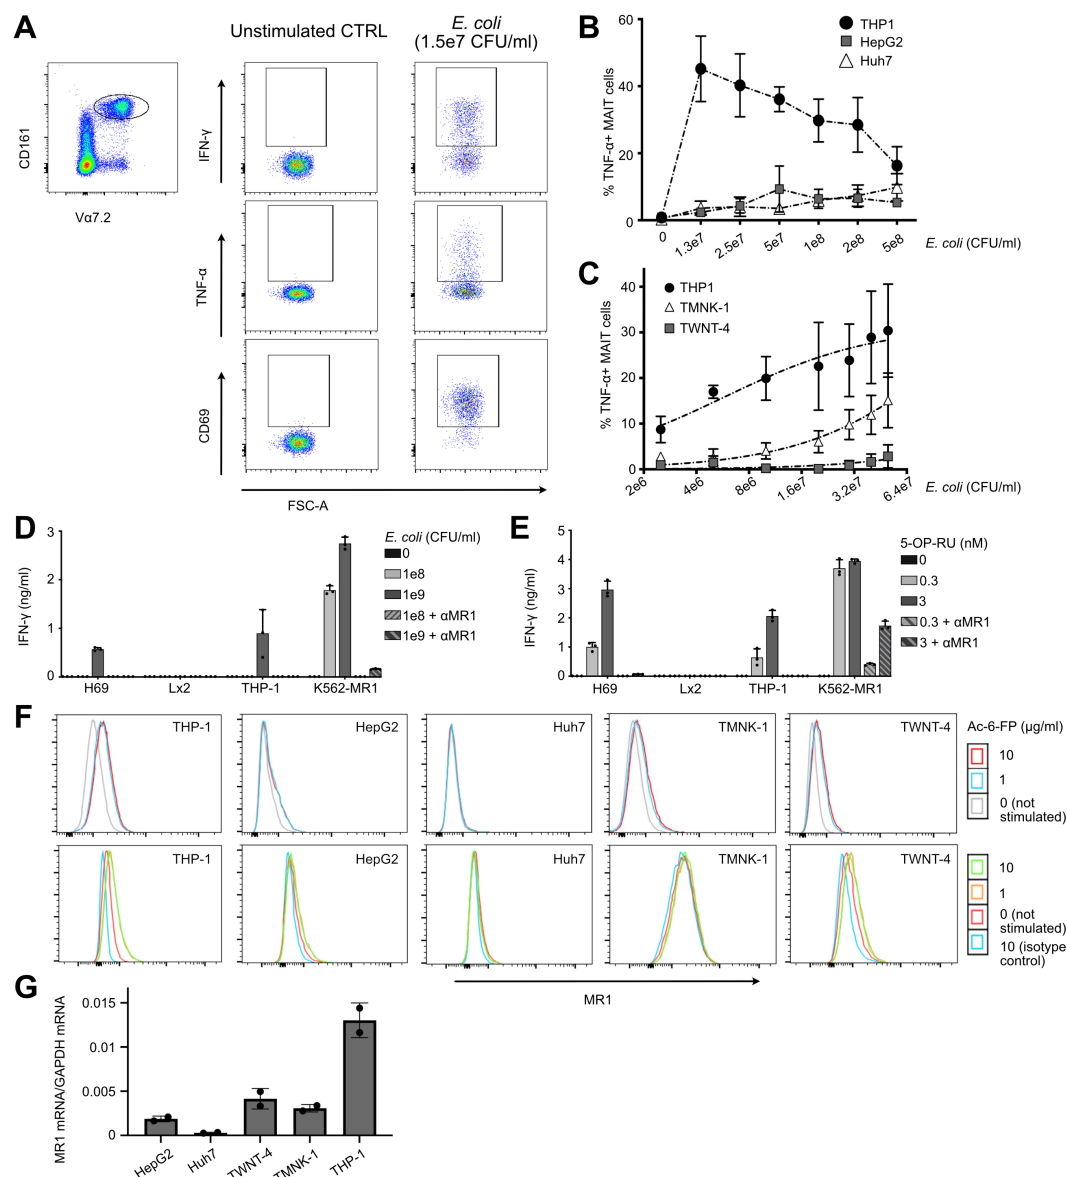 A
Unstimulated CTRL
E. coli
(1.5e7 CFU/ml)
CD161
Vα7.2
IFN-γ
TNF-α
CD69
FSC-A
B
THP1
HepG2
Huh7
% TNF-α+ MAIT cells
60
40
20
0
0
1.3e7
2.5e7
5e7
1e8
2e8
5e8
E. coli (CFU/ml)
C
THP1
TMNK-1
TWNT-4
% TNF-α+ MAIT cells
40
30
20
10
0
2e6
4e6
8e6
1.6e7
3.2e7
6.4e7
E. coli (CFU/ml)
D
IFN-γ (ng/ml)
3
2
1
0
H69
Lx2
THP-1
K562-MR1
E. coli (CFU/ml)
0
1e8
1e9
1e8 + αMR1
1e9 + αMR1
E
IFN-γ (ng/ml)
5
4
3
2
1
0
H69
Lx2
THP-1
K562-MR1
5-OP-RU (nM)
0
0.3
3
0.3 + αMR1
3 + αMR1
F
THP-1
HepG2
Huh7
TMNK-1
TWNT-4
Ac-6-FP (µg/ml)
10
1
0 (not
stimulated)
THP-1
HepG2
Huh7
TMNK-1
TWNT-4
10
1
0 (not
stimulated)
10 (isotype
control)
MR1
G
MR1 mRNA/GAPDH mRNA
0.015
0.01
0.005
0
HepG2
Huh7
TWNT-4
TMNK-1
THP-1